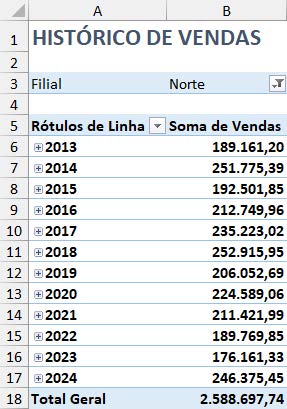 A B
1 HISTÓRICO DE VENDAS
2
3 Filial Norte
4
5 Rótulos de Linha Soma de Vendas
6 2013 189.161,20
7 2014 251.775,39
8 2015 192.501,85
9 2016 212.749,96
10 2017 235.223,02
11 2018 252.915,95
12 2019 206.052,69
13 2020 224.589,06
14 2021 211.421,99
15 2022 189.769,85
16 2023 176.161,33
17 2024 246.375,45
18 Total Geral 2.588.697,74